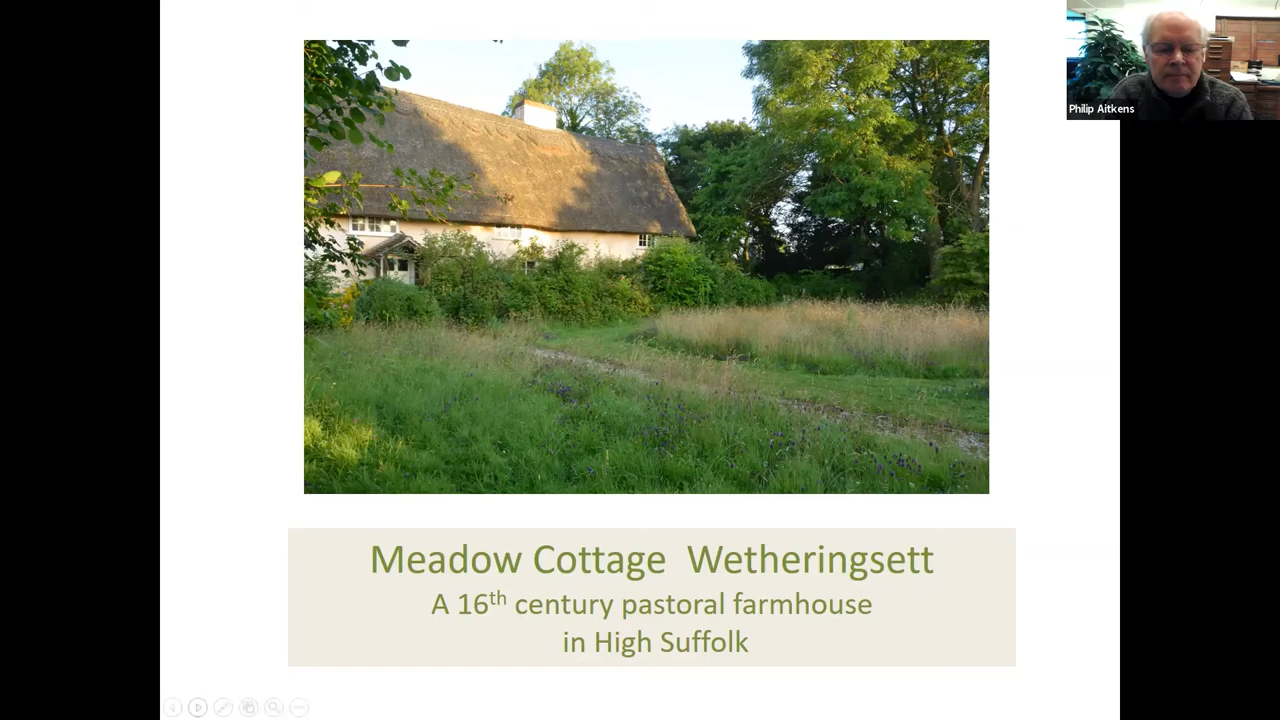 Philip Aitkens
Meadow Cottage  Wetheringsett
A 16th century pastoral farmhouse
in High Suffolk